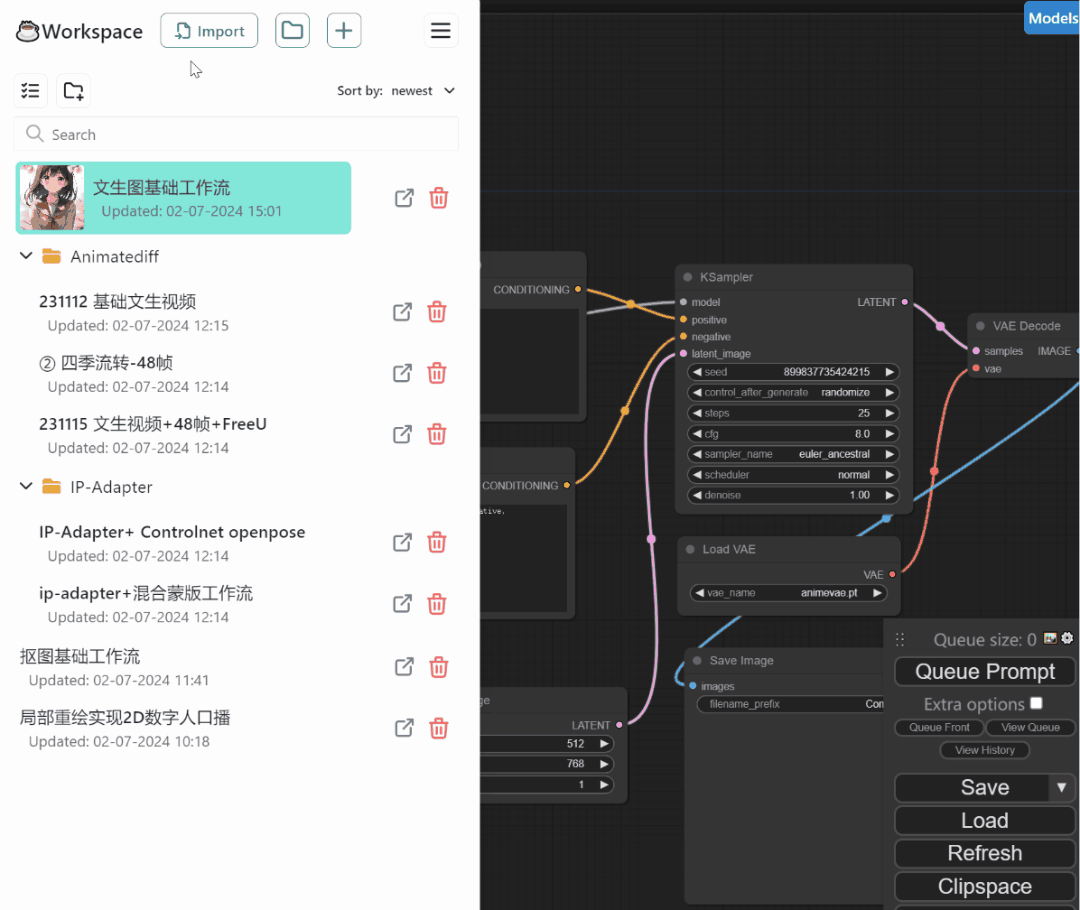 Workspace
Import
Sort by: newest
Search
文生图基础工作流
Updated: 02-07-2024 15:01
Animatediff
231112 基础文生视频
Updated: 02-07-2024 12:15
② 四季流转-48帧
Updated: 02-07-2024 12:14
231115 文生视频+48帧+FreeU
Updated: 02-07-2024 12:14
IP-Adapter
IP-Adapter+ Controlnet openpose
Updated: 02-07-2024 12:14
ip-adapter+混合蒙版工作流
Updated: 02-07-2024 12:14
抠图基础工作流
Updated: 02-07-2024 11:41
局部重绘实现2D数字人口播
Updated: 02-07-2024 10:18
Models
CONDITIONING
CONDITIONING
ative,
KSampler
model LATENT
positive
negative
latent_image
seed 899837735424215
control_after_generate randomize
steps 25
cfg 8.0
sampler_name euler_ancestral
scheduler normal
denoise 1.00
VAE Decode
samples IMAGE
vae
Load VAE
VAE
vae_name animevae.pt
Save Image
images
filename_prefix Com
ge
LATENT
512
768
1
Queue size: 0
Queue Prompt
Extra options
Queue Front View Queue
View History
Save
Load
Refresh
Clipspace